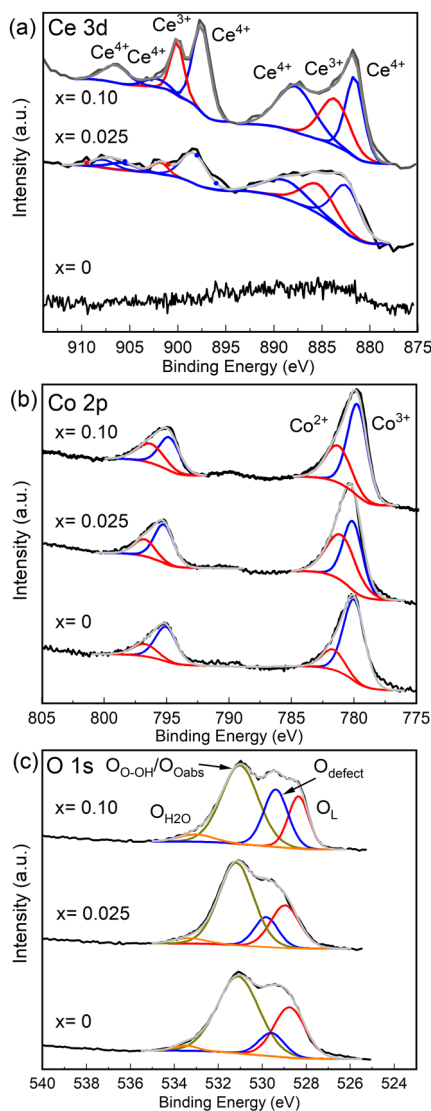 (a) Ce 3d
Ce4+ Ce4+ Ce3+ Ce4+
Ce4+ Ce3+ Ce4+
x= 0.10
x= 0.025
x= 0
Intensity (a.u.)
910 905 900 895 890 885 880 875
Binding Energy (eV)
(b) Co 2p
x= 0.10
Co2+ Co3+
x= 0.025
x= 0
Intensity (a.u.)
805 800 795 790 785 780 775
Binding Energy (eV)
(c) O 1s
OO-OH/OOabs
Odefect
x= 0.10
OH2O
OL
x= 0.025
x= 0
Intensity (a.u.)
540 538 536 534 532 530 528 526 524
Binding Energy (eV)